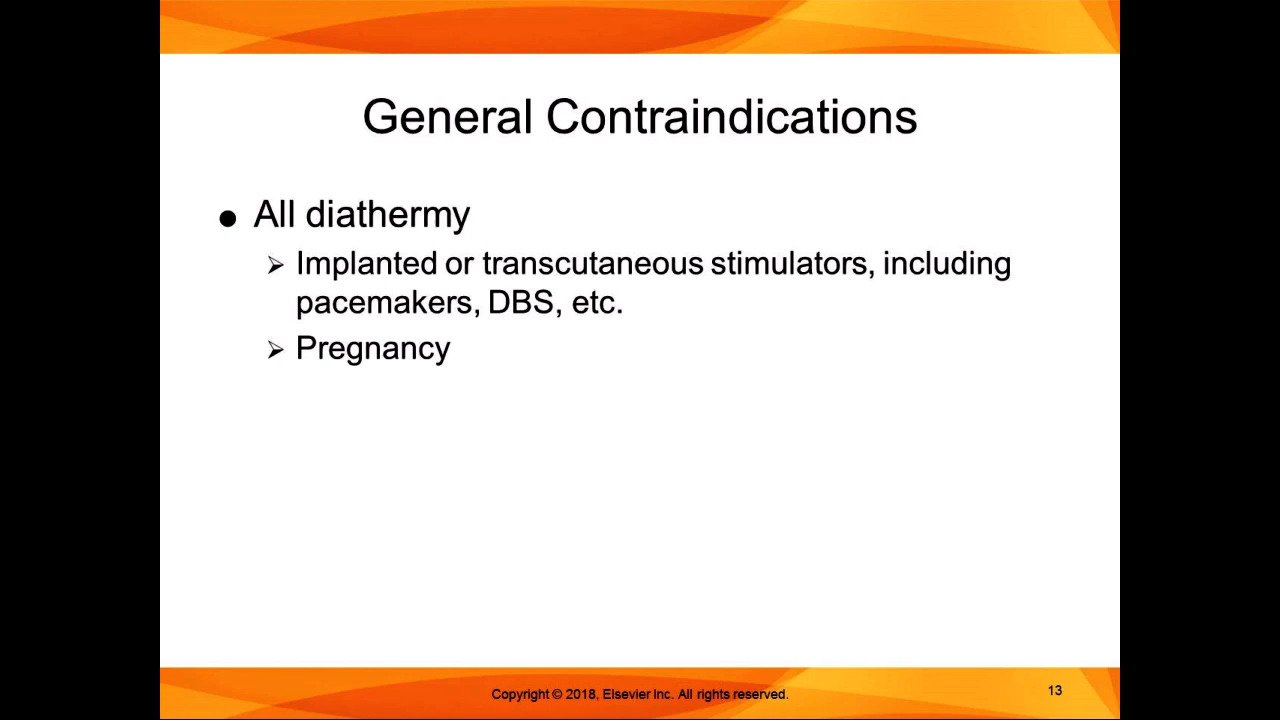 General Contraindications
● All diathermy
➢ Implanted or transcutaneous stimulators, including
pacemakers, DBS, etc.
➢ Pregnancy
Copyright © 2018, Elsevier Inc. All rights reserved.
13